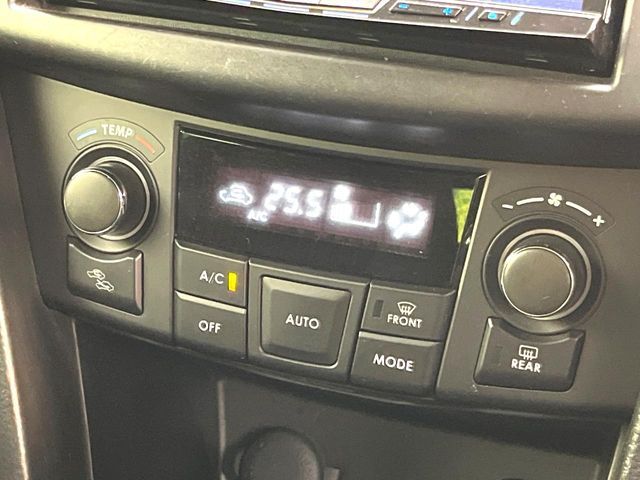 TEMP
25.5
A/C
- +
A/C
OFF
AUTO
FRONT
MODE
REAR